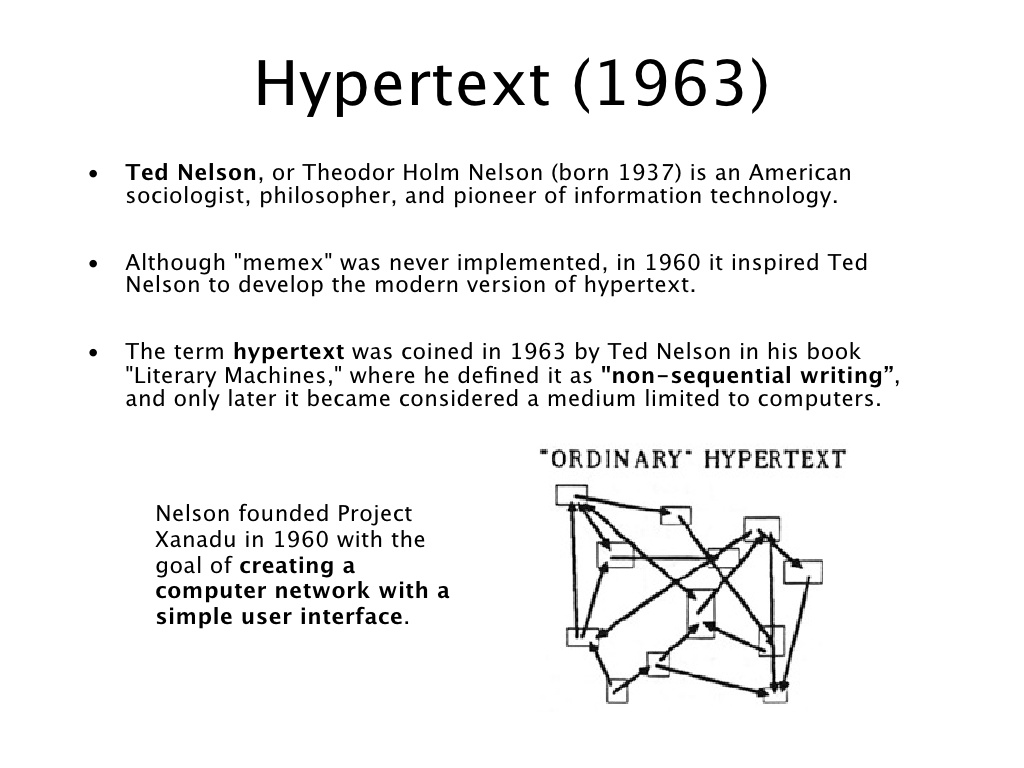 Hypertext (1963)
• Ted Nelson, or Theodor Holm Nelson (born 1937) is an American
sociologist, philosopher, and pioneer of information technology.
• Although "memex" was never implemented, in 1960 it inspired Ted
Nelson to develop the modern version of hypertext.
• The term hypertext was coined in 1963 by Ted Nelson in his book
"Literary Machines," where he defined it as "non-sequential writing”,
and only later it became considered a medium limited to computers.
Nelson founded Project
Xanadu in 1960 with the
goal of creating a
computer network with a
simple user interface.
"ORDINARY" HYPERTEXT